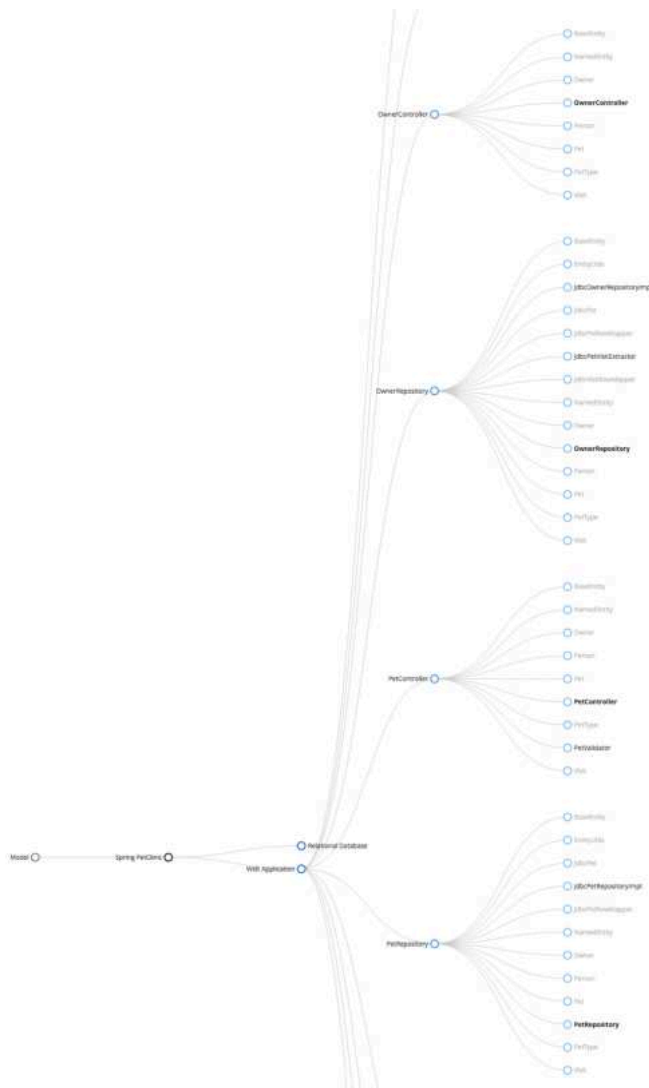 BaseEntity
NamedEntity
Owner
OwnerController
OwnerController
Person
Pet
PetType
Visit
BaseEntity
EntityUtils
JdbcOwnerRepositoryImpl
JdbcPet
JdbcPetRowMapper
JdbcPetVisitExtractor
JdbcVisitRowMapper
OwnerRepository
NamedEntity
Owner
OwnerRepository
Person
Pet
PetType
Visit
BaseEntity
NamedEntity
Owner
Person
PetController
Pet
PetController
PetType
PetValidator
Visit
Model
Spring PetClinic
Relational Database
Web Application
BaseEntity
EntityUtils
JdbcPet
JdbcPetRepositoryImpl
JdbcPetRowMapper
NamedEntity
PetRepository
Owner
Person
Pet
PetRepository
PetType
Visit